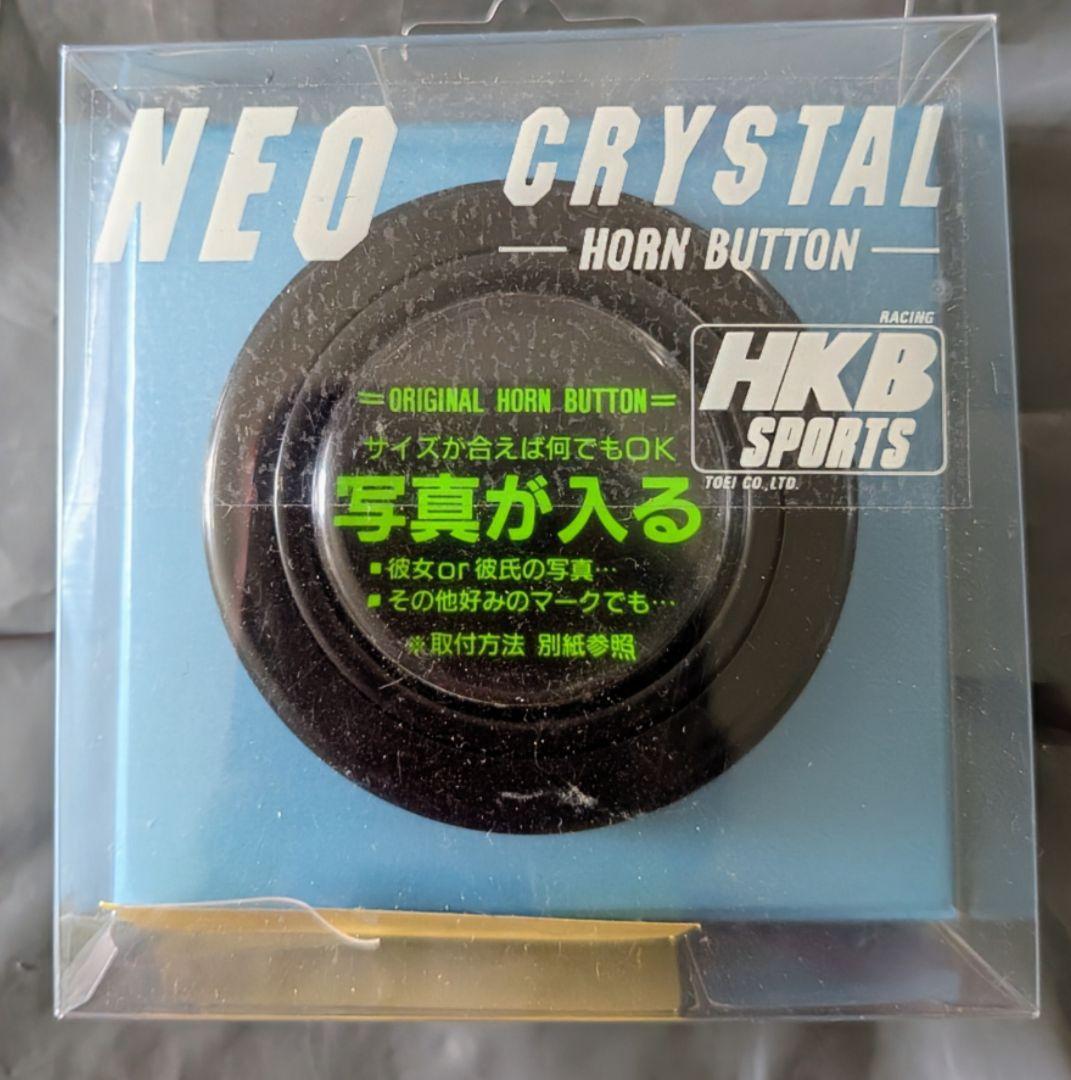 NEO CRYSTAL
HORN BUTTON
RACING
HKB
SPORTS
TOEI CO.,LTD.
=ORIGINAL HORN BUTTON=
サイズが合えば何でもOK
写真が入る
▪彼女or彼氏の写真…
▪その他好みのマークでも…
※取付方法 別紙参照